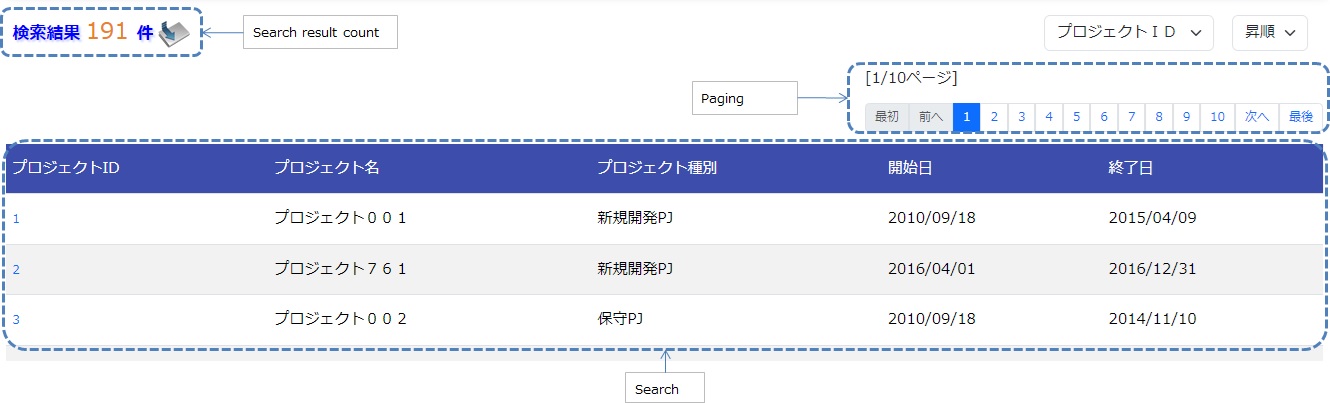 検索結果 191 件
Search result count
プロジェクトＩＤ
昇順
Paging
[1/10ページ]
最初 前へ 1 2 3 4 5 6 7 8 9 10 次へ 最後
プロジェクトID プロジェクト名 プロジェクト種別 開始日 終了日
1 プロジェクト００１ 新規開発PJ 2010/09/18 2015/04/09
2 プロジェクト７６１ 新規開発PJ 2016/04/01 2016/12/31
3 プロジェクト００２ 保守PJ 2010/09/18 2014/11/10
Search